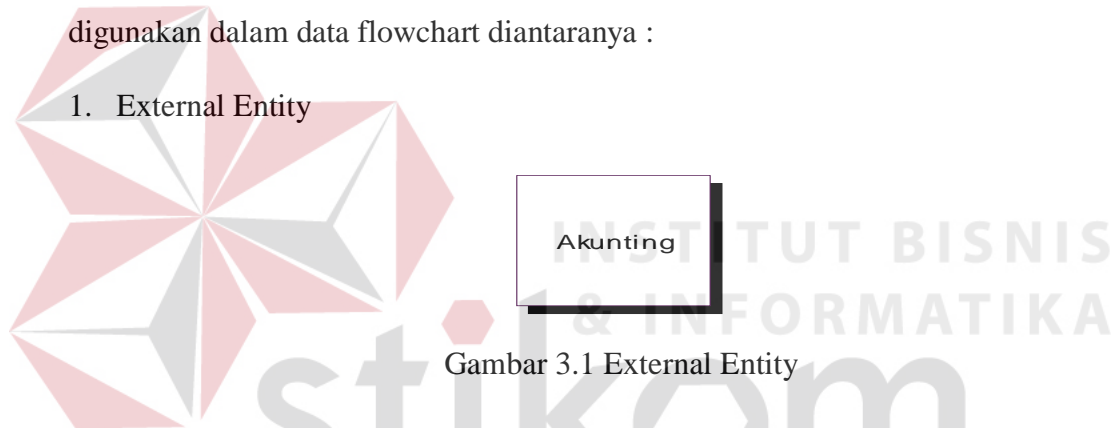 digunakan dalam data flowchart diantaranya :
1. External Entity
Akunting
INSTITUT BISNIS
& INFORMATIKA
stikom
Gambar 3.1 External Entity